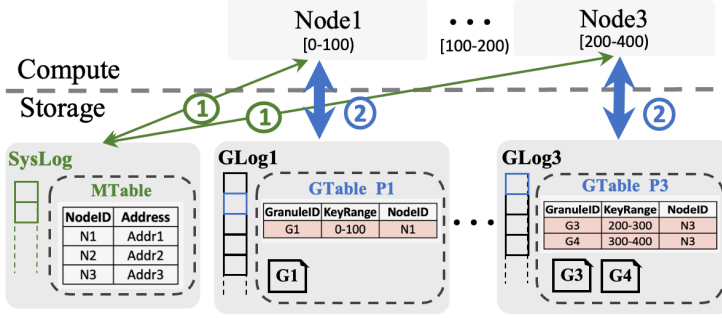 Node1
[0-100)
• • •
[100-200)
Node3
[200-400)
Compute
Storage
1
1
2
2
SysLog
MTable
NodeID Address
N1 Addr1
N2 Addr2
N3 Addr3
GLog1
GTable P1
GranuleID KeyRange NodeID
G1 0-100 N1
G1
• • •
GLog3
GTable P3
GranuleID KeyRange NodeID
G3 200-300 N3
G4 300-400 N3
G3 G4